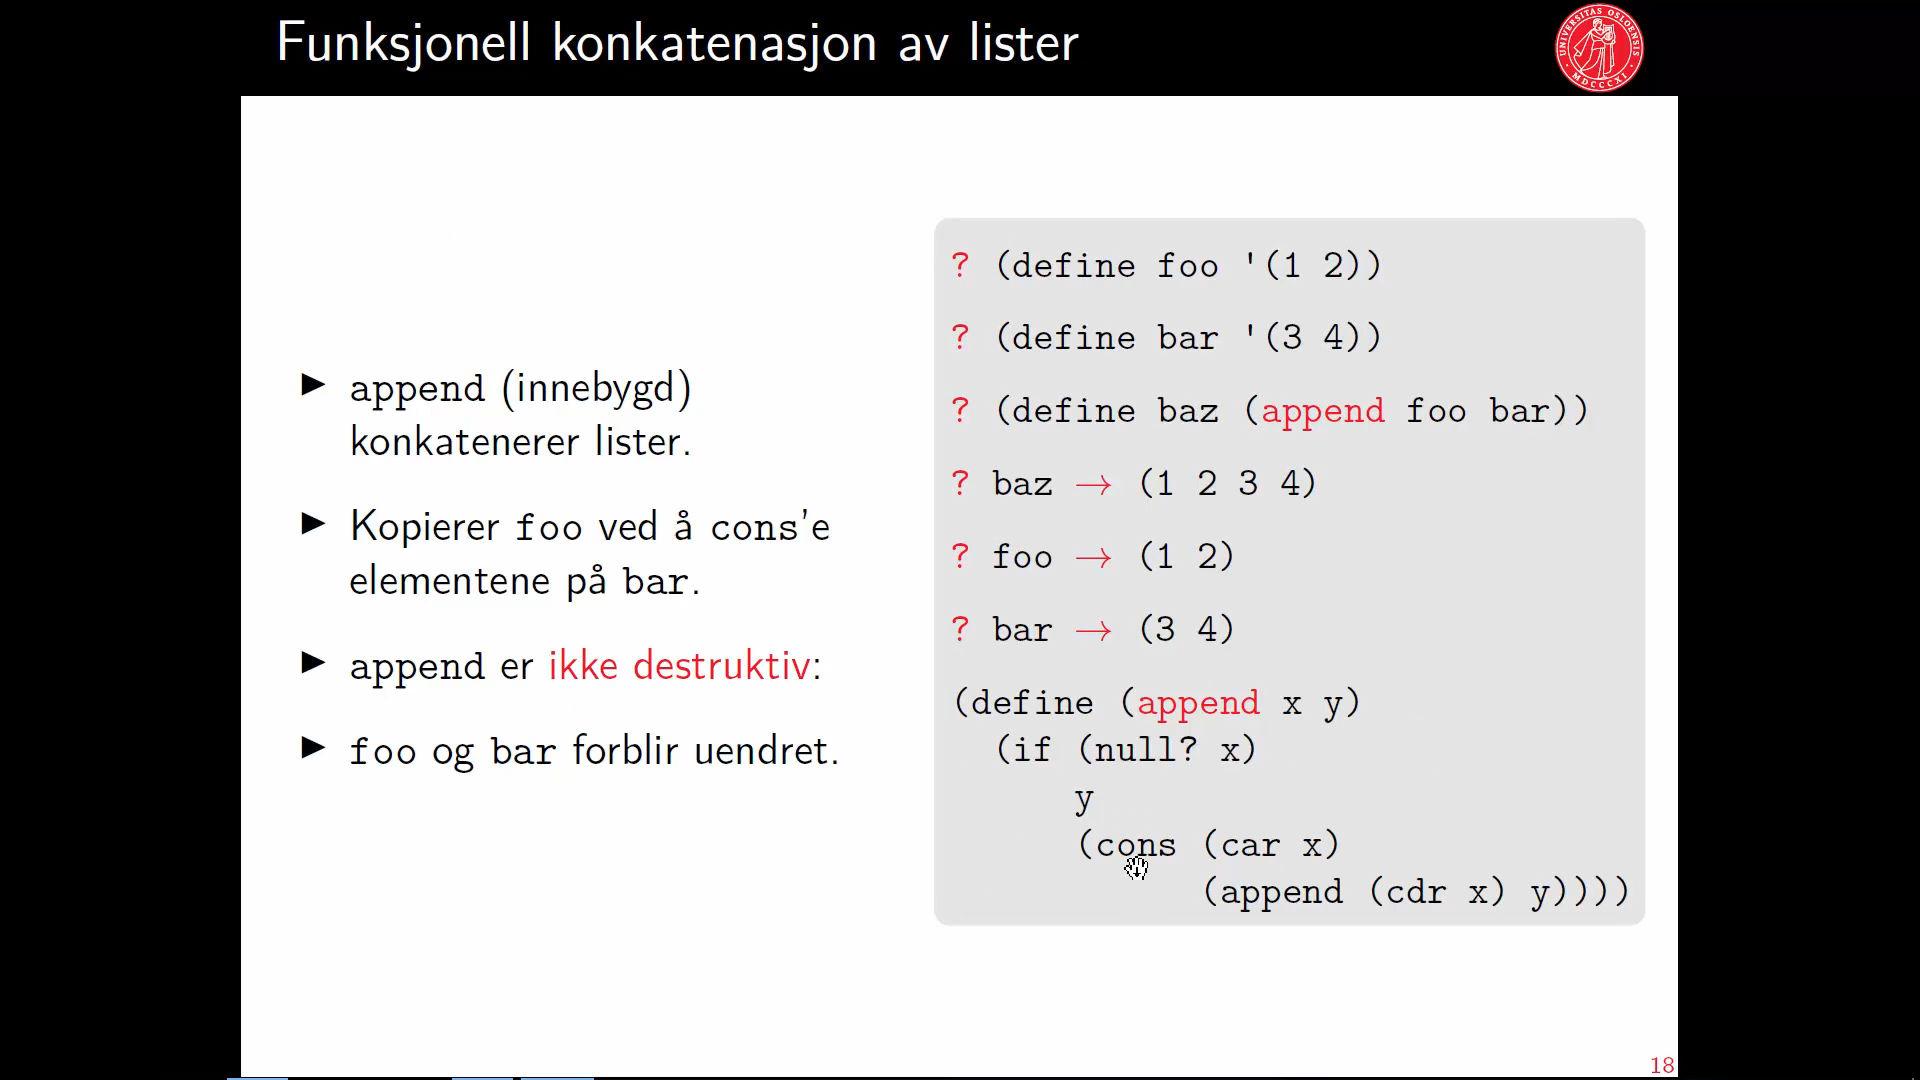 Funksjonell konkatenasjon av lister
UNIVERSITAS OSLOENSIS
MDCCCXI
► append (innebygd)
konkatenerer lister.
► Kopierer foo ved å cons’e
elementene på bar.
► append er ikke destruktiv:
► foo og bar forblir uendret.
? (define foo '(1 2))
? (define bar '(3 4))
? (define baz (append foo bar))
? baz → (1 2 3 4)
? foo → (1 2)
? bar → (3 4)
(define (append x y)
(if (null? x)
y
(cons (car x)
(append (cdr x) y))))
18